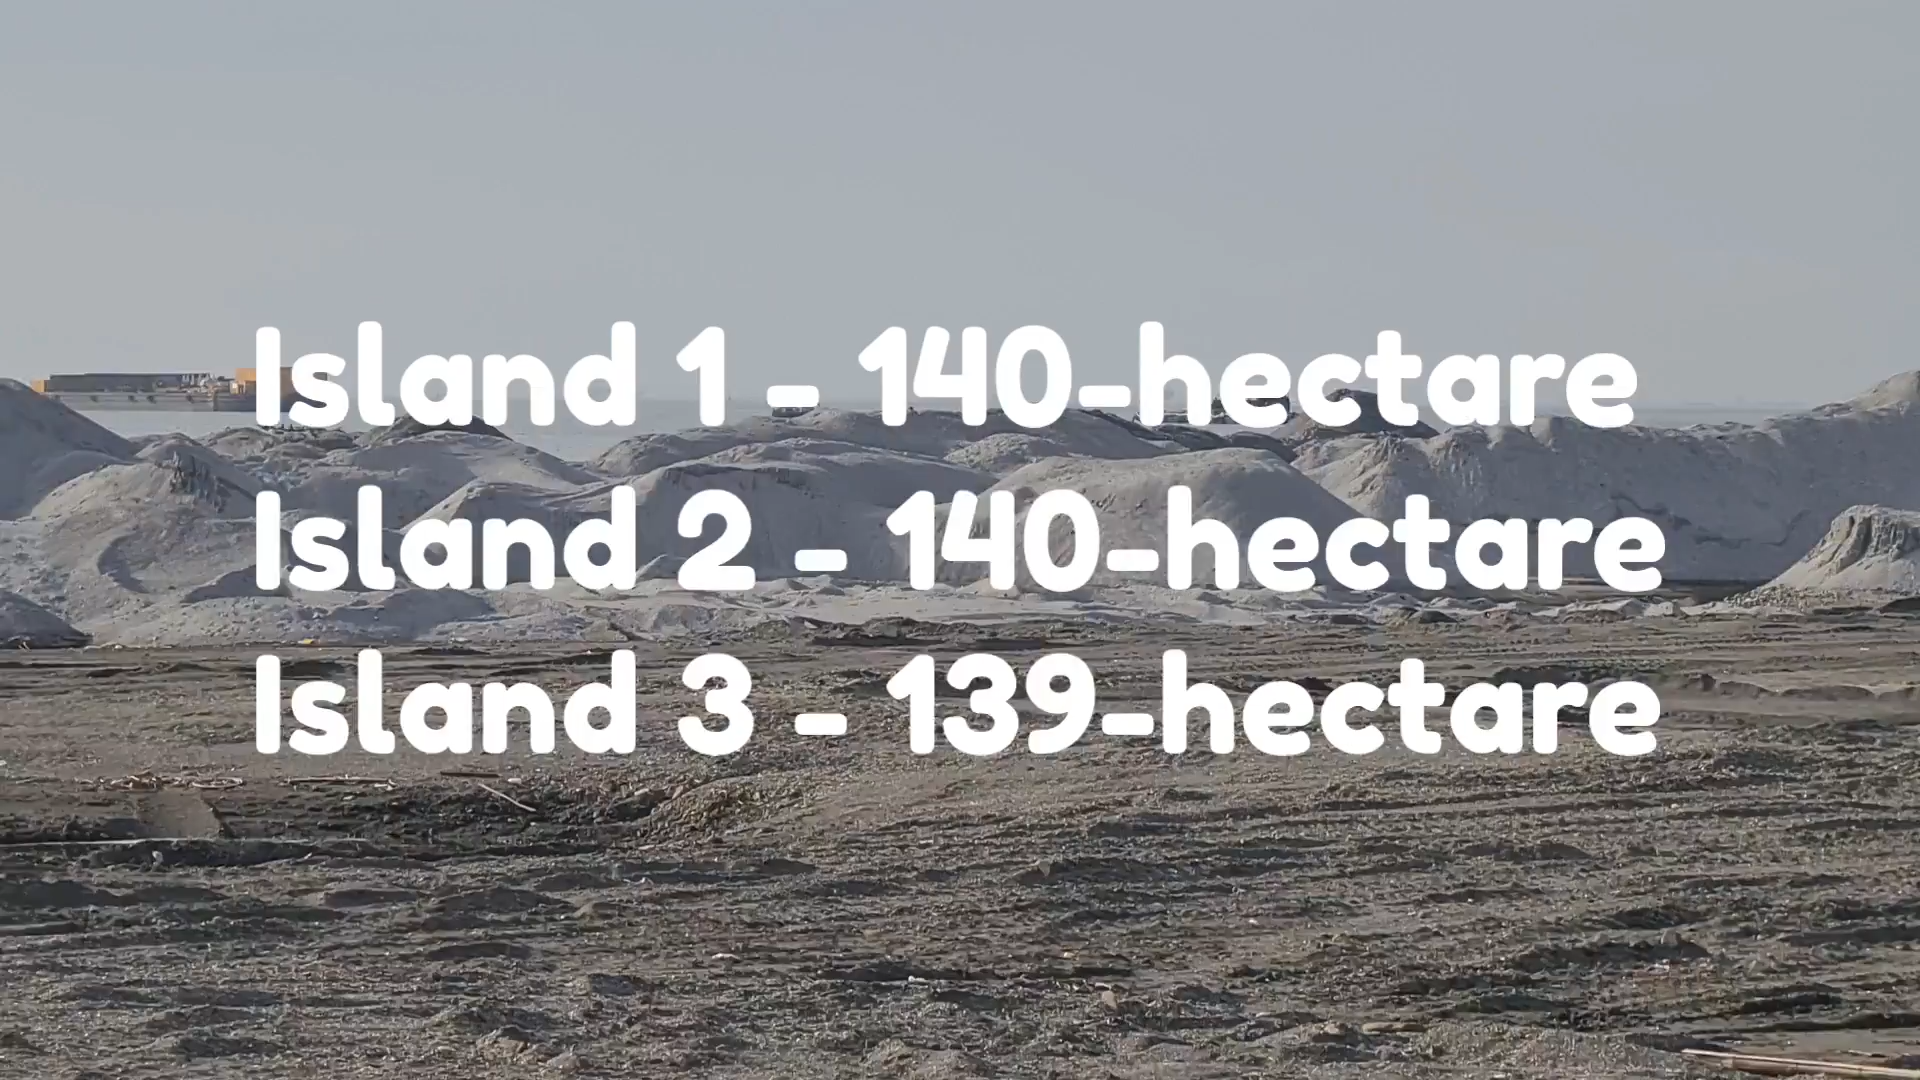 Island 1 - 140-hectare
Island 2 - 140-hectare
Island 3 - 139-hectare